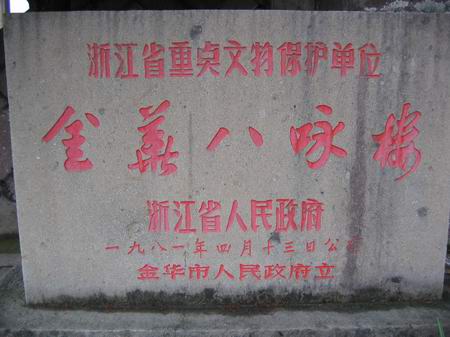 浙江省重点文物保护单位
金華八咏楼
浙江省人民政府
一九八一年四月十三日公布
金华市人民政府立